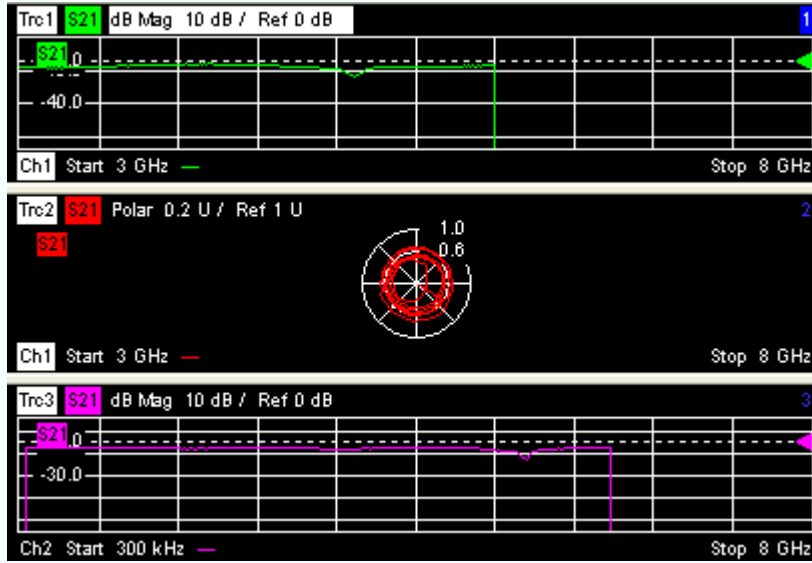 Trc1 S21 dB Mag 10 dB / Ref 0 dB 1
S21 .0
-40.0
Ch1 Start 3 GHz — Stop 8 GHz
Trc2 S21 Polar 0.2 U / Ref 1 U 2
S21
1.0
0.6
Ch1 Start 3 GHz — Stop 8 GHz
Trc3 S21 dB Mag 10 dB / Ref 0 dB 3
S21 .0
-30.0
Ch2 Start 300 kHz — Stop 8 GHz